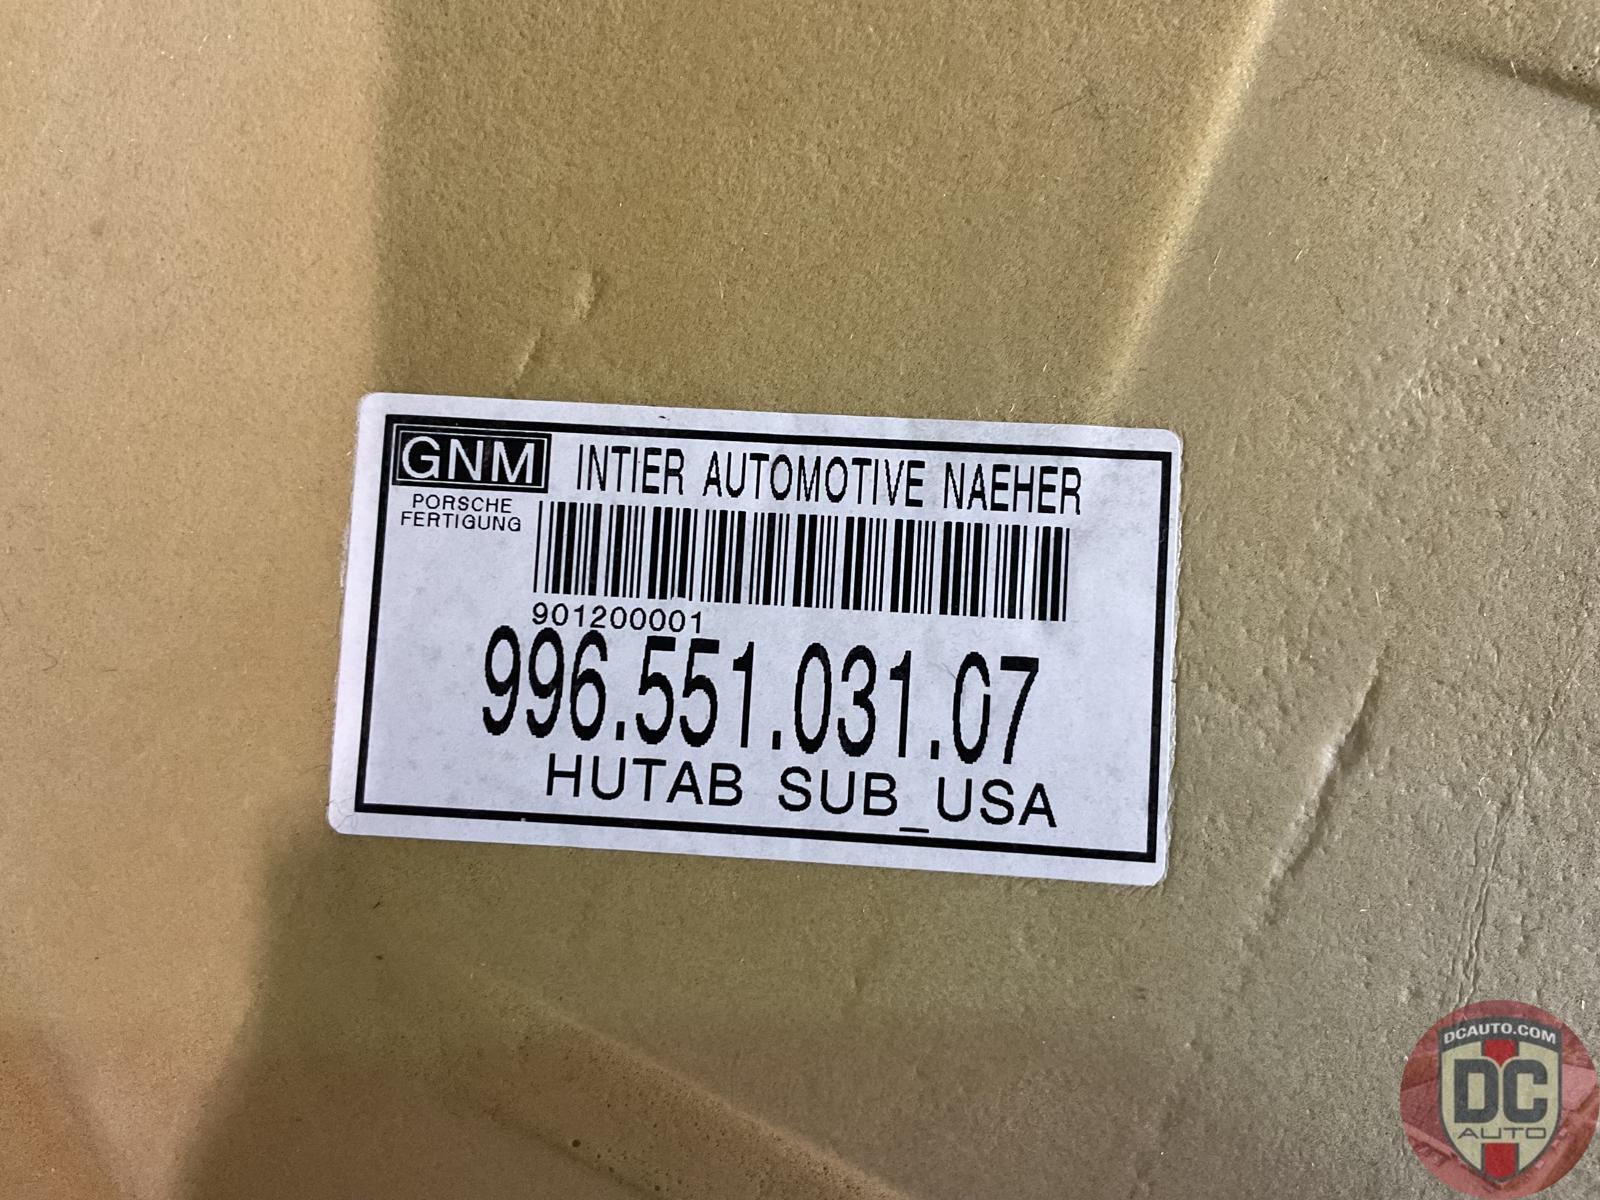 GNM INTIER AUTOMOTIVE NAEHER
PORSCHE
FERTIGUNG
901200001
996.551.031.07
HUTAB SUB_USA
DCAUTO.COM
DC
AUTO